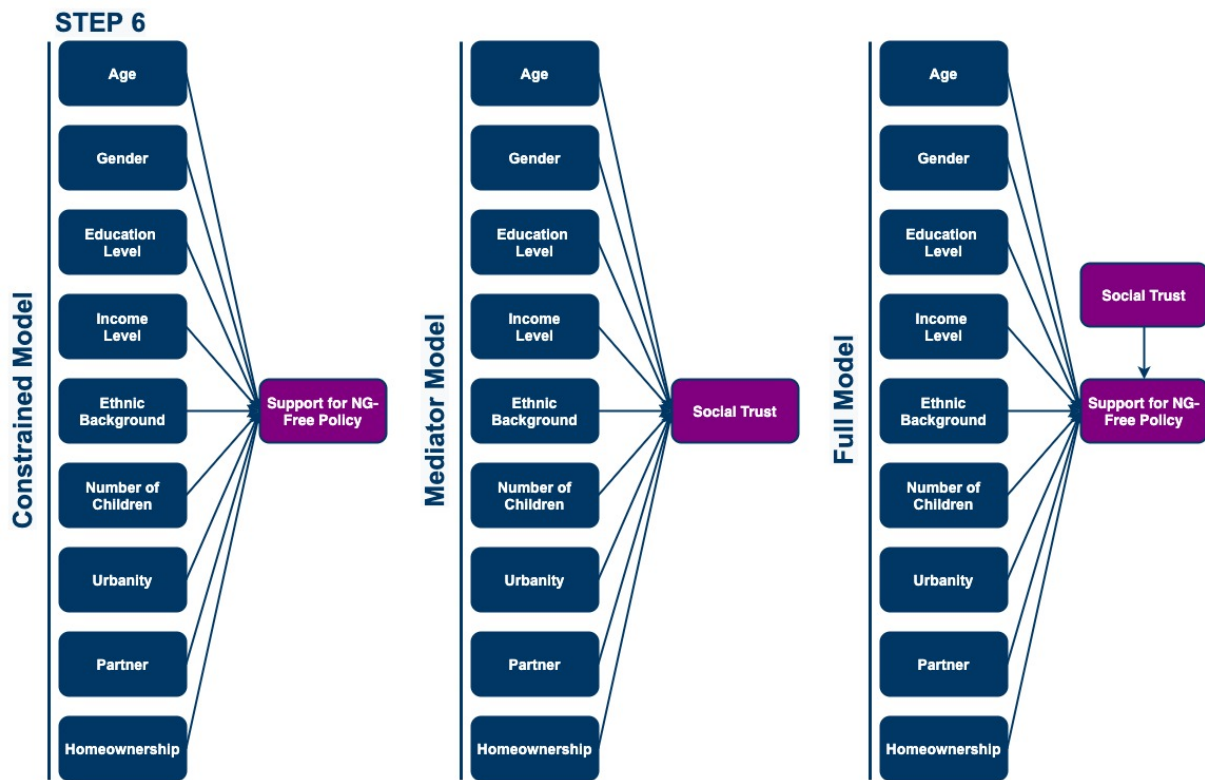 STEP 6
Constrained Model
Age
Gender
Education
Level
Income
Level
Ethnic
Background
Number of
Children
Urbanity
Partner
Homeownership
Support for NG-
Free Policy
Mediator Model
Age
Gender
Education
Level
Income
Level
Ethnic
Background
Number of
Children
Urbanity
Partner
Homeownership
Social Trust
Full Model
Age
Gender
Education
Level
Income
Level
Ethnic
Background
Number of
Children
Urbanity
Partner
Homeownership
Social Trust
Support for NG-
Free Policy